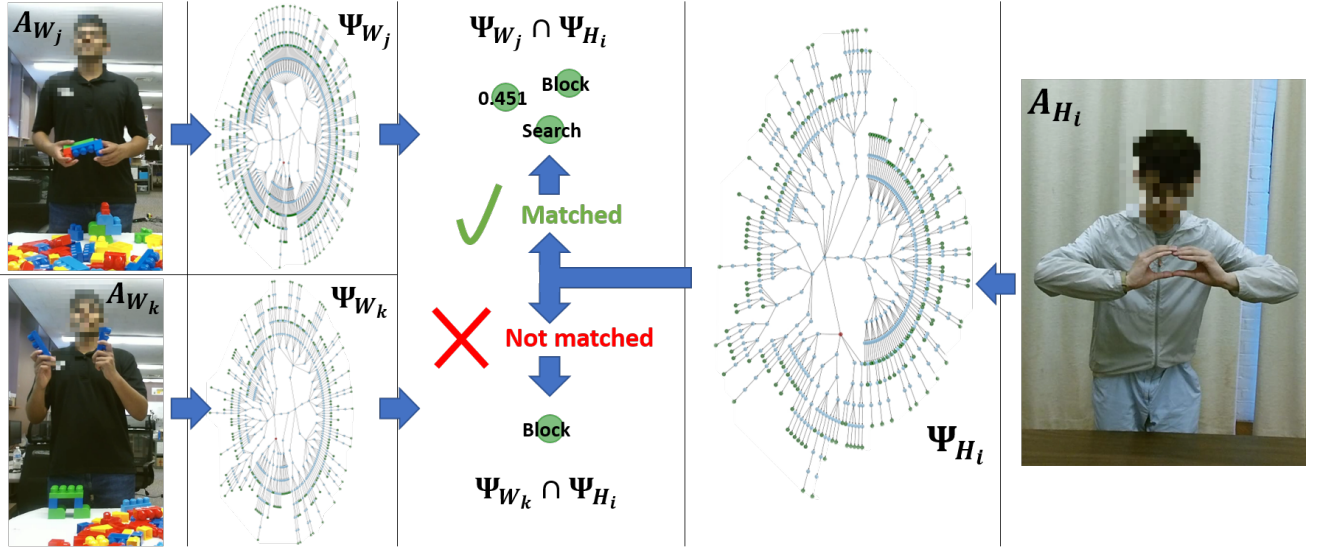 A_{W_j}
Ψ_{W_j}
Ψ_{W_j} ∩ Ψ_{H_i}
Block
0.451
Search
Matched
A_{H_i}
A_{W_k}
Ψ_{W_k}
Not matched
Block
Ψ_{W_k} ∩ Ψ_{H_i}
Ψ_{H_i}